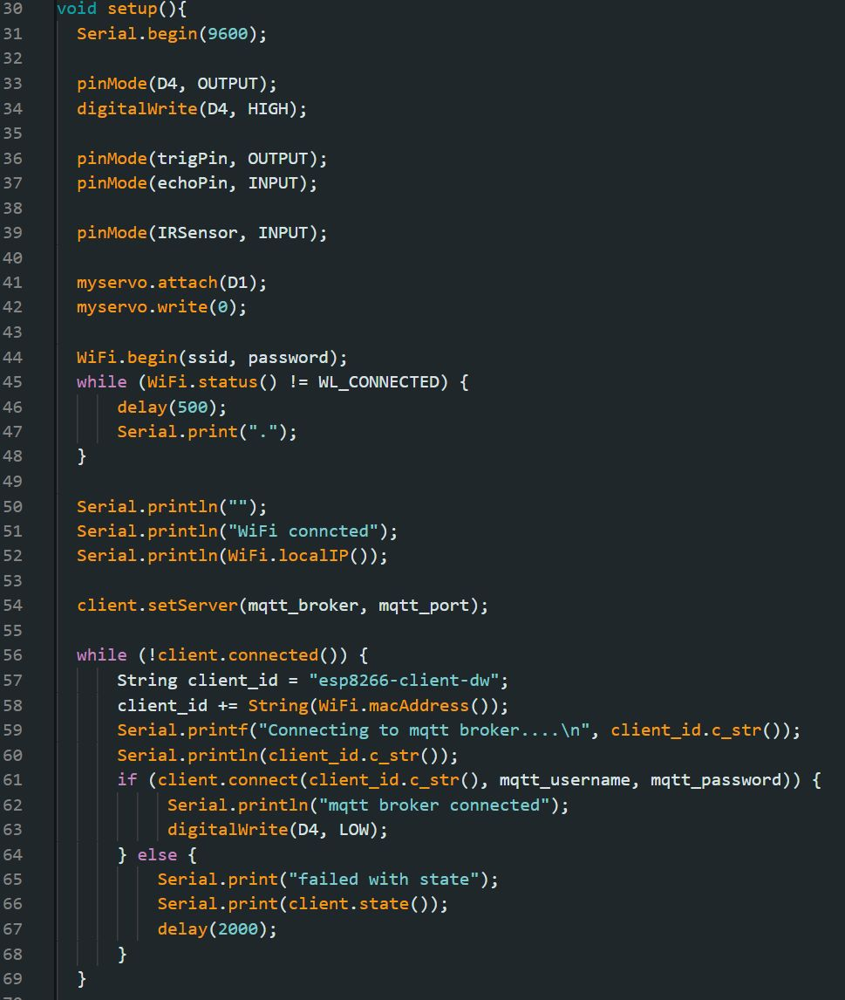 30 void setup(){
31 Serial.begin(9600);
32
33 pinMode(D4, OUTPUT);
34 digitalWrite(D4, HIGH);
35
36 pinMode(trigPin, OUTPUT);
37 pinMode(echoPin, INPUT);
38
39 pinMode(IRSensor, INPUT);
40
41 myservo.attach(D1);
42 myservo.write(0);
43
44 WiFi.begin(ssid, password);
45 while (WiFi.status() != WL_CONNECTED) {
46 delay(500);
47 Serial.print(".");
48 }
49
50 Serial.println("");
51 Serial.println("WiFi conncted");
52 Serial.println(WiFi.localIP());
53
54 client.setServer(mqtt_broker, mqtt_port);
55
56 while (!client.connected()) {
57 String client_id = "esp8266-client-dw";
58 client_id += String(WiFi.macAddress());
59 Serial.printf("Connecting to mqtt broker....\n", client_id.c_str());
60 Serial.println(client_id.c_str());
61 if (client.connect(client_id.c_str(), mqtt_username, mqtt_password)) {
62 Serial.println("mqtt broker connected");
63 digitalWrite(D4, LOW);
64 } else {
65 Serial.print("failed with state");
66 Serial.print(client.state());
67 delay(2000);
68 }
69 }